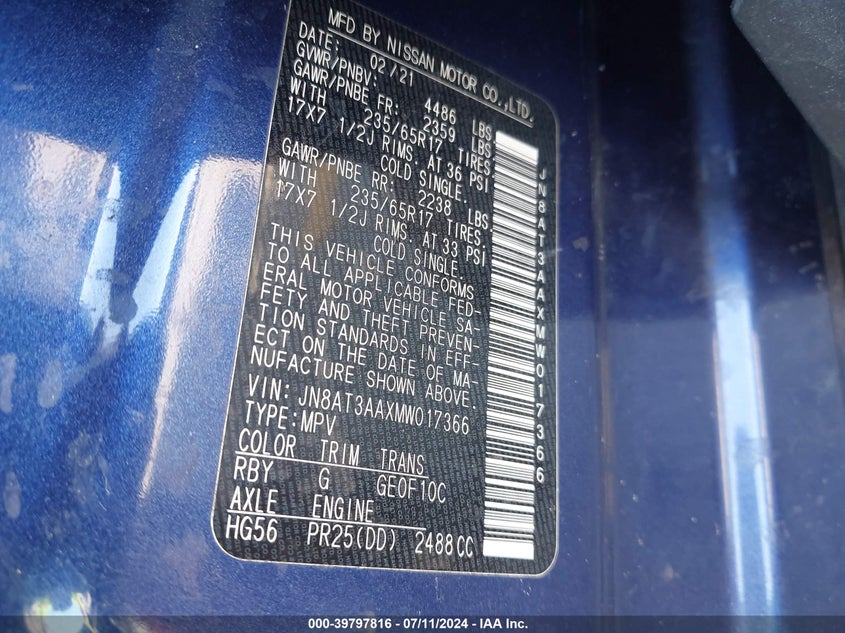 MFD BY NISSAN MOTOR CO.,LTD.
DATE: 02/21
GVWR/PNBV: 4486 LBS
GAWR/PNBE FR: 2359 LBS.
WITH 235/65R17 TIRES.
17X7 1/2J RIMS. AT 36 PSI
COLD SINGLE.
GAWR/PNBE RR: 2238 LBS.
WITH 235/65R17 TIRES.
17X7 1/2J RIMS. AT 33 PSI
COLD SINGLE.
THIS VEHICLE CONFORMS
TO ALL APPLICABLE FED-
ERAL MOTOR VEHICLE SA-
FETY AND THEFT PREVEN-
TION STANDARDS IN EFF-
ECT ON THE DATE OF MA-
NUFACTURE SHOWN ABOVE.
VIN: JN8AT3AAXMW017366
TYPE: MPV
COLOR TRIM TRANS
RBY G GE0F10C
AXLE ENGINE
HG56 PR25(DD) 2488CC
JN8AT3AAXMW017366
000-39797816 - 07/11/2024 - IAA Inc.